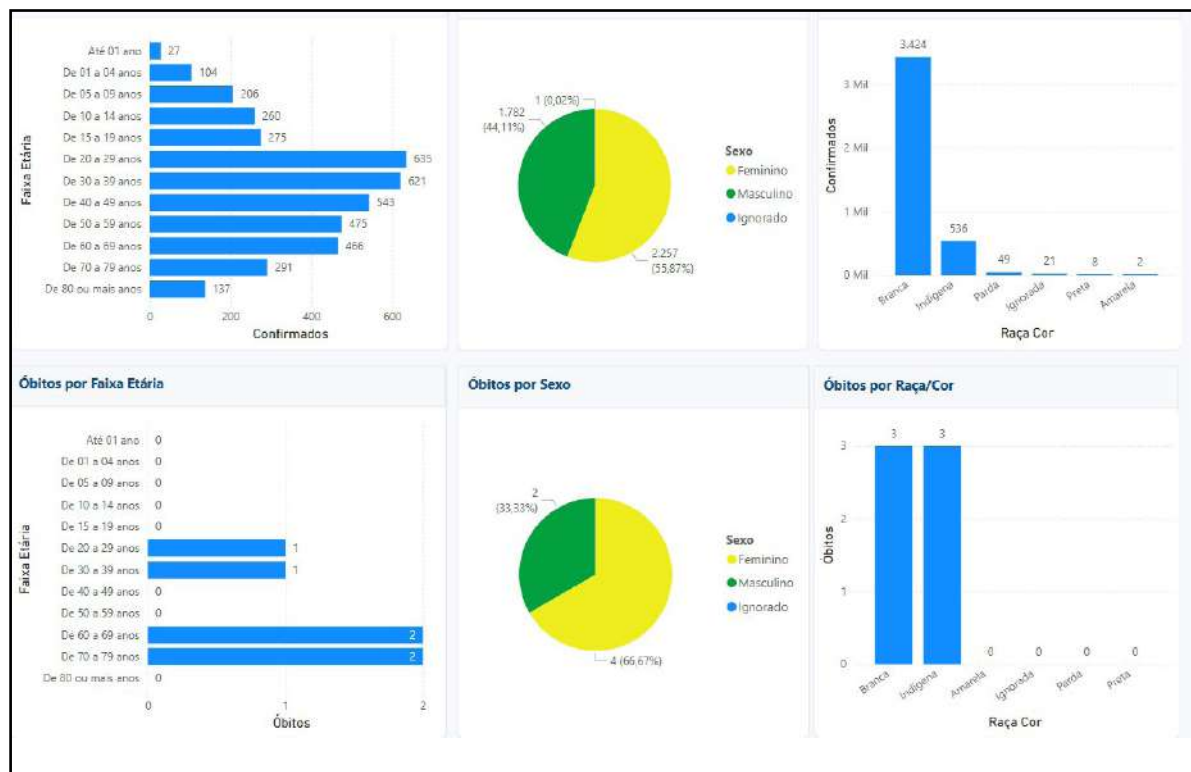 Faixa Etária
Até 01 ano 27
De 01 a 04 anos 104
De 05 a 09 anos 206
De 10 a 14 anos 260
De 15 a 19 anos 275
De 20 a 29 anos 635
De 30 a 39 anos 621
De 40 a 49 anos 543
De 50 a 59 anos 475
De 60 a 69 anos 466
De 70 a 79 anos 291
De 80 ou mais anos 137
0 200 400 600
Confirmados
1 (0,02%)
1.782
(44,11%)
2.257
(55,87%)
Sexo
Feminino
Masculino
Ignorado
Confirmados
3 Mil
2 Mil
1 Mil
0 Mil
3.424
536
49
21
8
2
Branca
Indígena
Parda
Ignorada
Preta
Amarela
Raça Cor
Óbitos por Faixa Etária
Faixa Etária
Até 01 ano 0
De 01 a 04 anos 0
De 05 a 09 anos 0
De 10 a 14 anos 0
De 15 a 19 anos 0
De 20 a 29 anos 1
De 30 a 39 anos 1
De 40 a 49 anos 0
De 50 a 59 anos 0
De 60 a 69 anos 2
De 70 a 79 anos 2
De 80 ou mais anos 0
0 1 2
Óbitos
Óbitos por Sexo
2
(33,33%)
4 (66,67%)
Sexo
Feminino
Masculino
Ignorado
Óbitos por Raça/Cor
Óbitos
3
2
1
0
3
3
0
0
0
0
Branca
Indígena
Amarela
Ignorada
Parda
Preta
Raça Cor